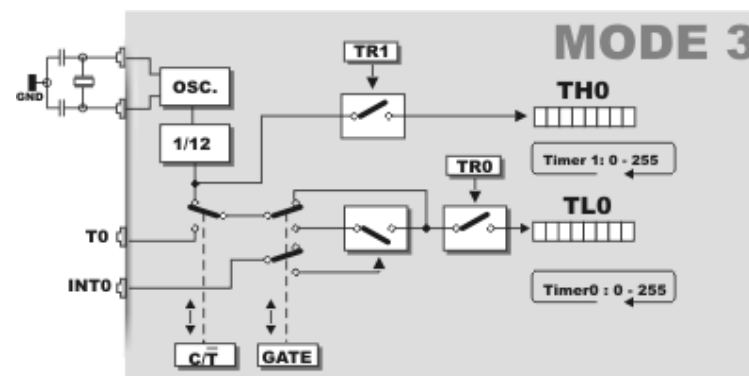 MODE 3
TR1
OSC.
TH0
GND
1/12
Timer 1: 0 - 255
TR0
TL0
T0
INT0
Timer0 : 0 - 255
C/T̅
GATE